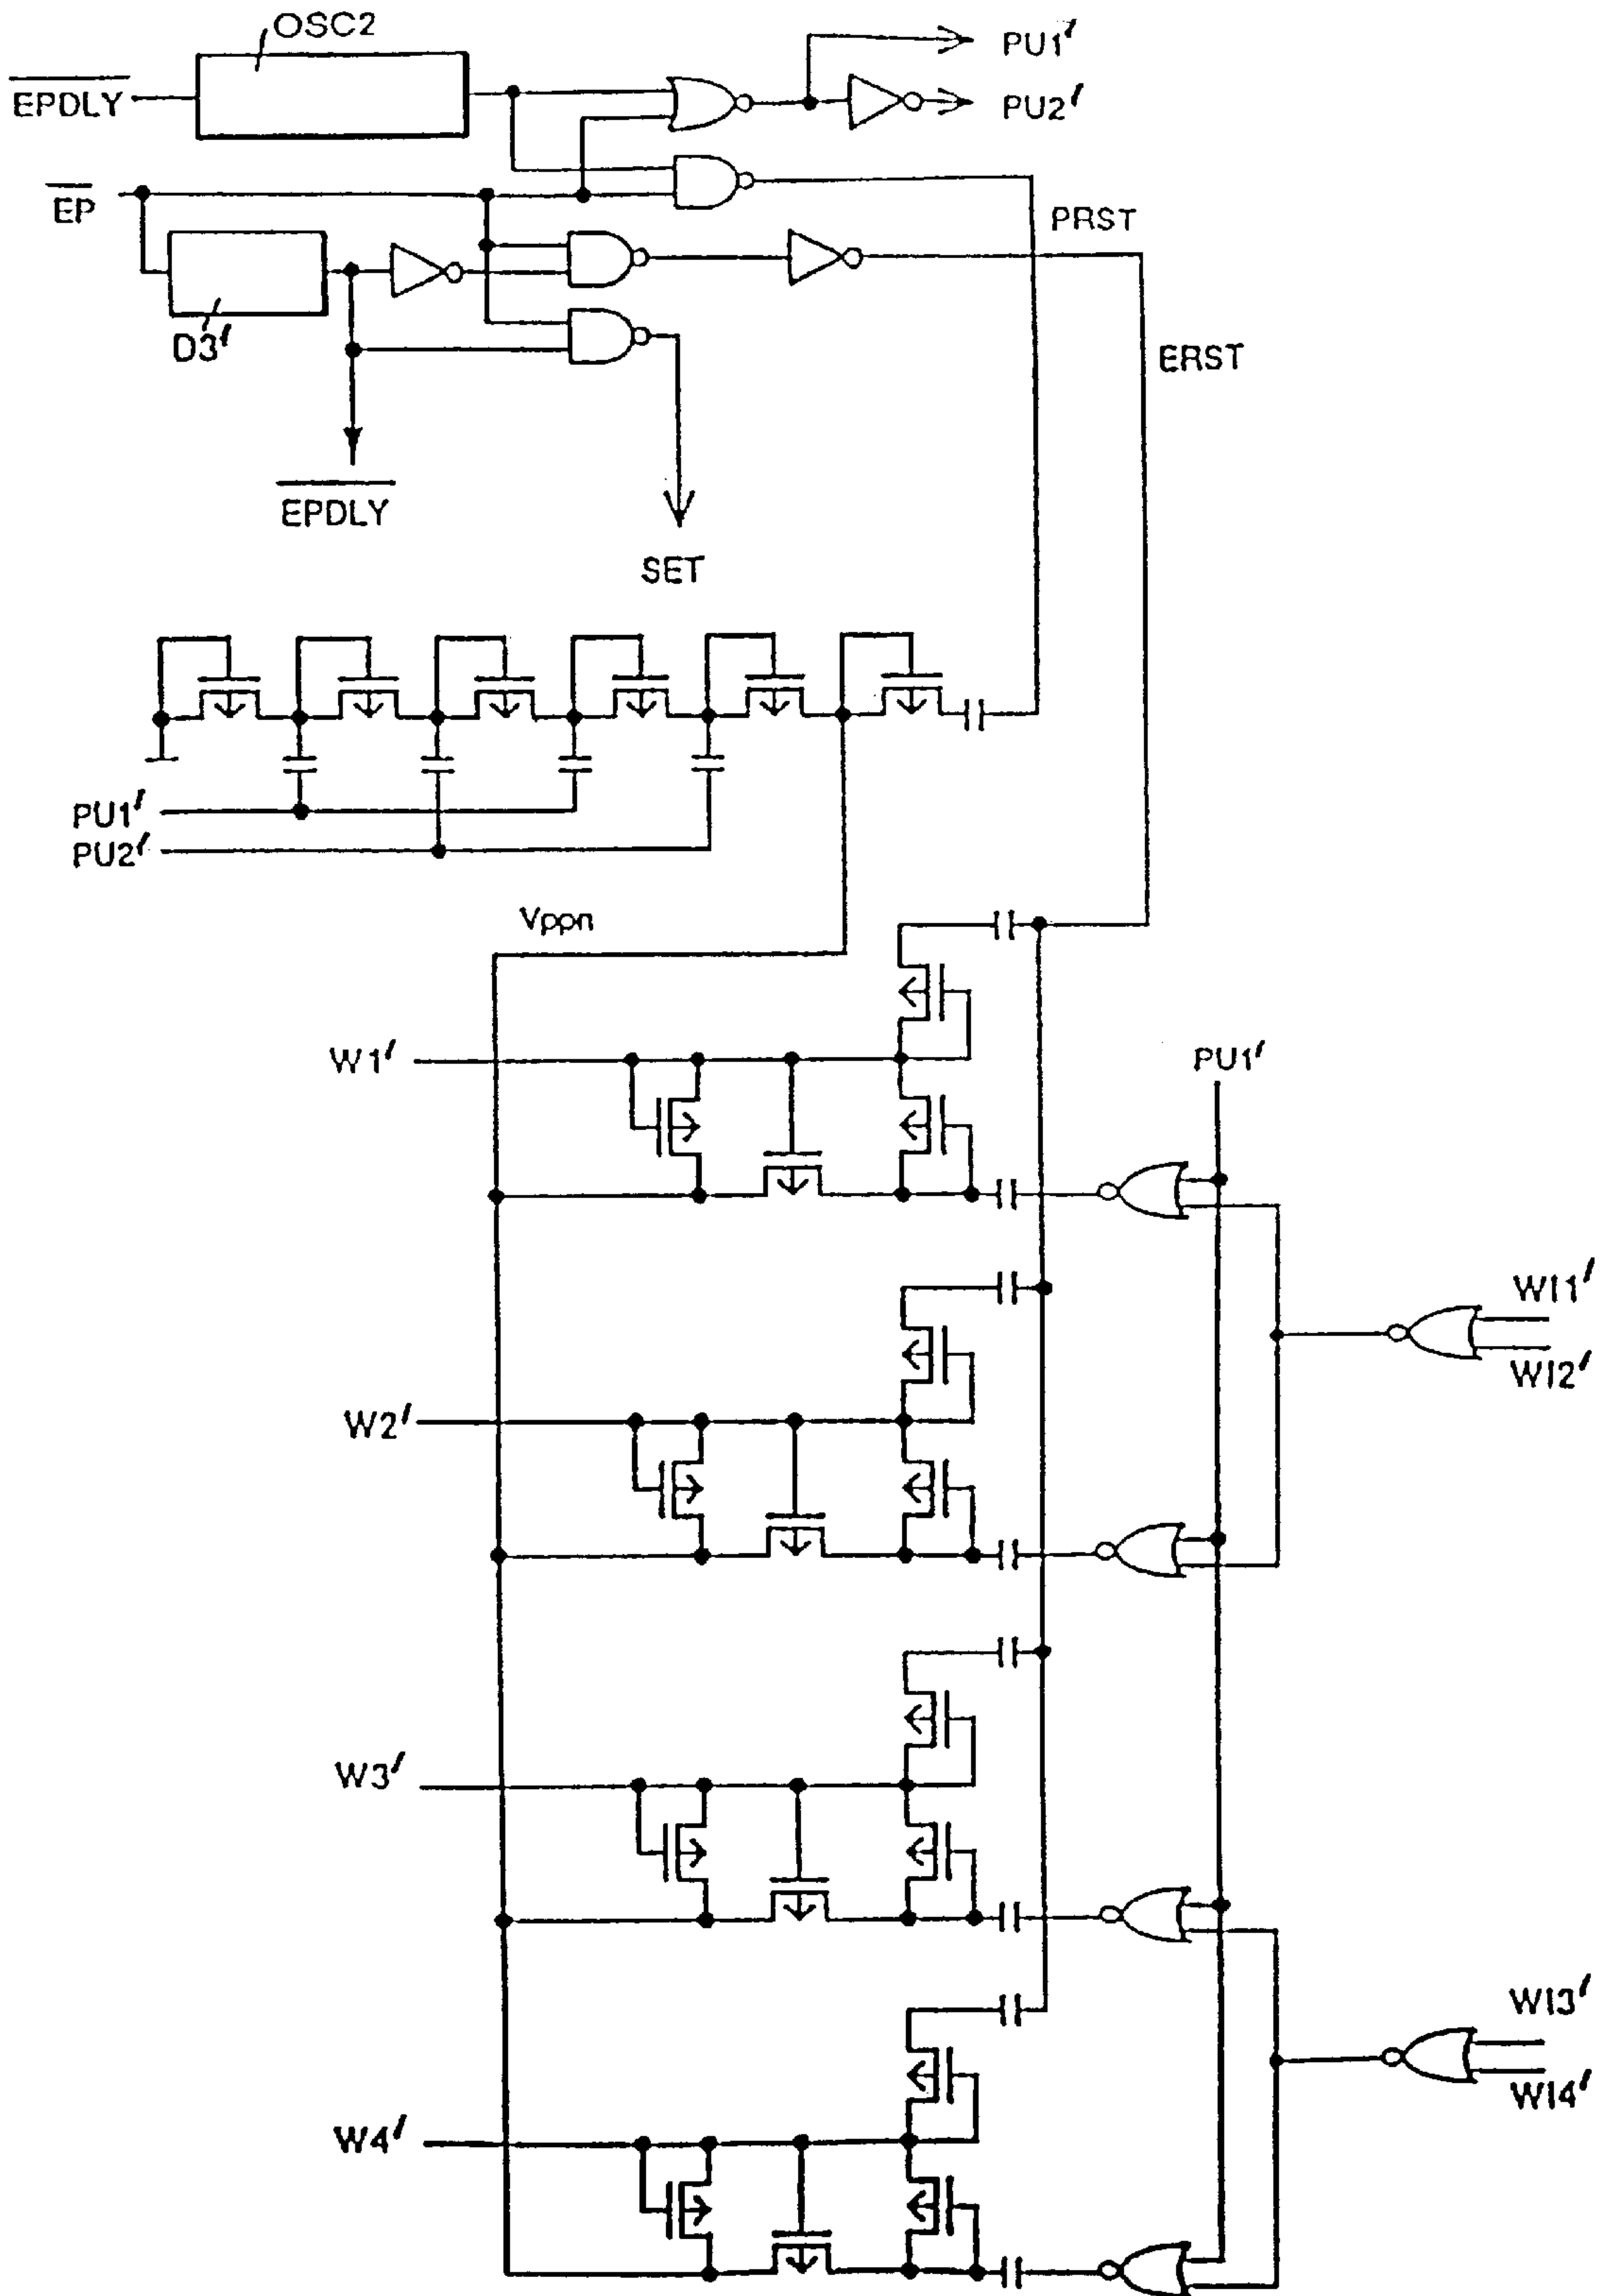 OSC2
PU1′
EPDLY
PU2′
EP
PRST
D3′
ERST
EPDLY
SET
PU1′
PU2′
Vppn
W1′
PU1′
WI1′
WI2′
W2′
W3′
WI3′
WI4′
W4′